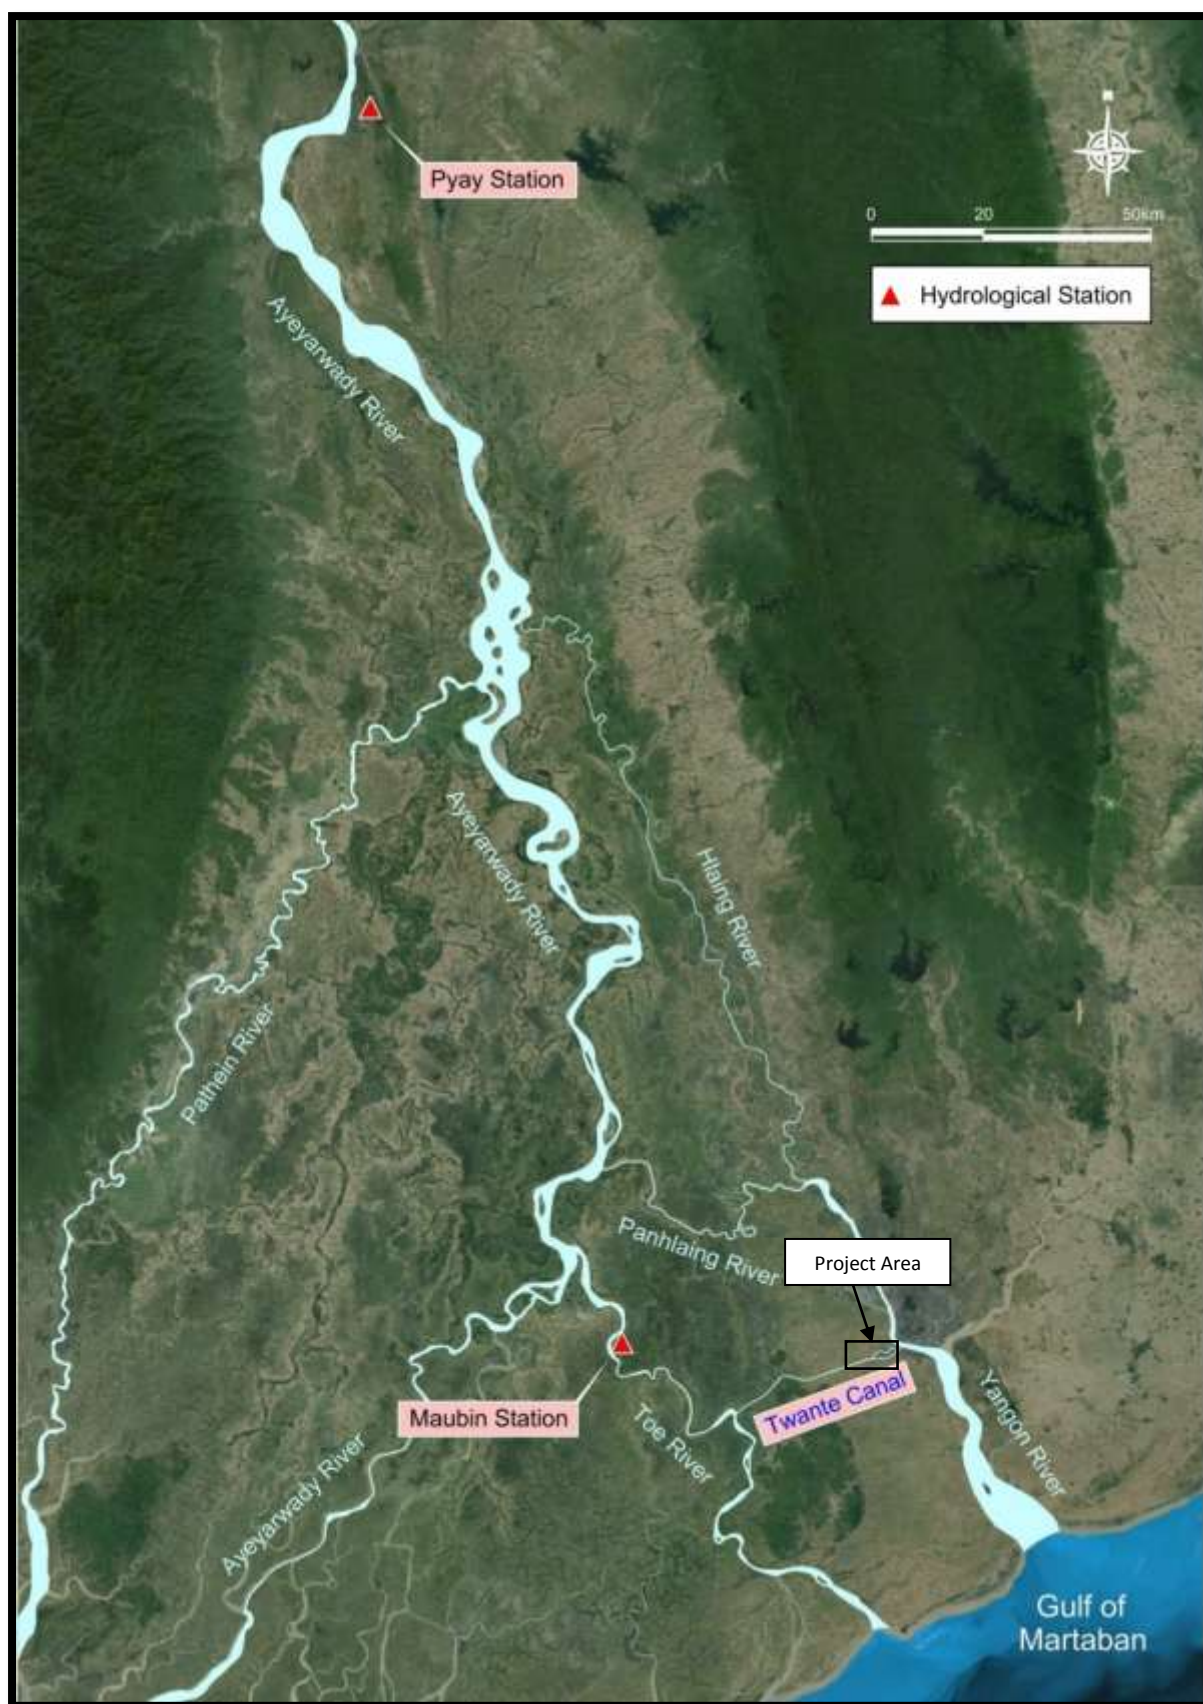 Pyay Station
0 20 50km
Hydrological Station
Ayeyarwady River
Ayeyarwady River
Hlaing River
Pathein River
Panhlaing River
Project Area
Twante Canal
Maubin Station
Toe River
Yangon River
Ayeyarwady River
Gulf of
Martaban